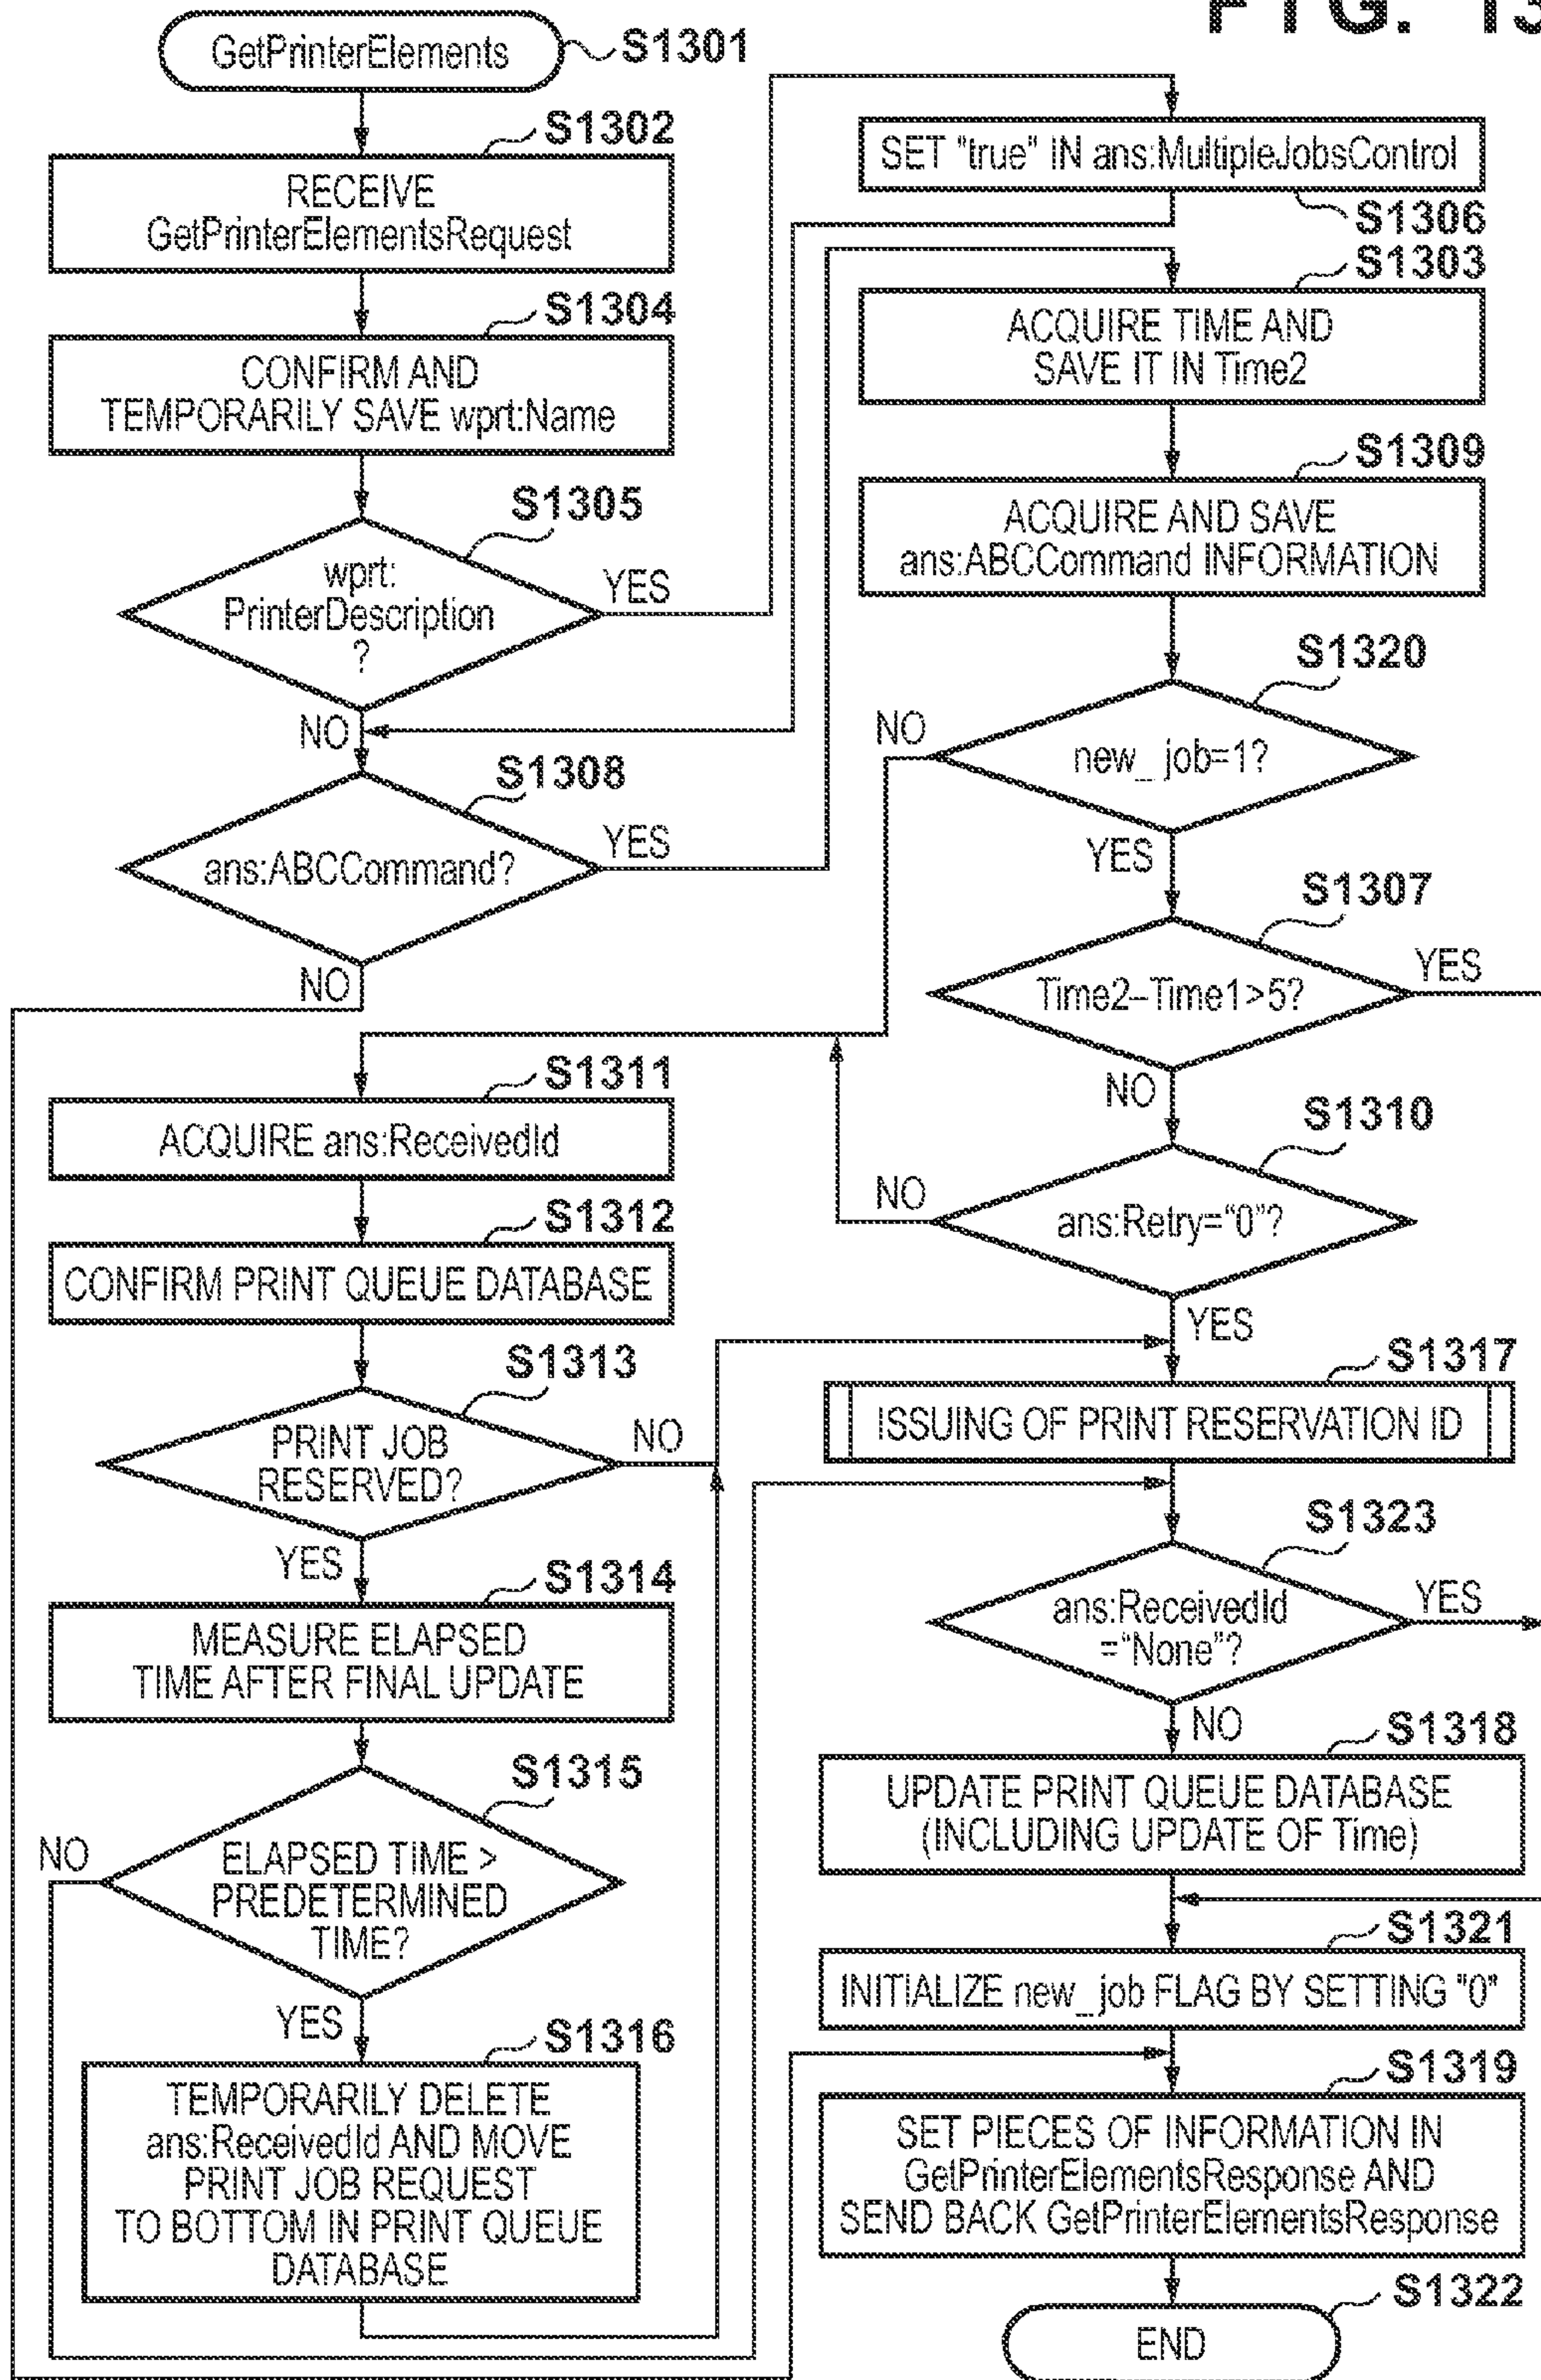 FIG. 13
GetPrinterElements
S1301
S1302
RECEIVE
GetPrinterElementsRequest
S1304
CONFIRM AND
TEMPORARILY SAVE wprt:Name
S1305
wprt:
PrinterDescription
?
YES
NO
S1308
ans:ABCCommand?
YES
NO
S1311
ACQUIRE ans:ReceivedId
S1312
CONFIRM PRINT QUEUE DATABASE
S1313
PRINT JOB
RESERVED?
NO
YES
S1314
MEASURE ELAPSED
TIME AFTER FINAL UPDATE
S1315
NO
ELAPSED TIME >
PREDETERMINED
TIME?
YES
S1316
TEMPORARILY DELETE
ans:ReceivedId AND MOVE
PRINT JOB REQUEST
TO BOTTOM IN PRINT QUEUE
DATABASE
SET "true" IN ans:MultipleJobsControl
S1306
S1303
ACQUIRE TIME AND
SAVE IT IN Time2
S1309
ACQUIRE AND SAVE
ans:ABCCommand INFORMATION
S1320
NO
new_job=1?
YES
S1307
Time2–Time1>5?
YES
NO
S1310
NO
ans:Retry="0"?
YES
S1317
ISSUING OF PRINT RESERVATION ID
S1323
ans:ReceivedId
="None"?
YES
NO
S1318
UPDATE PRINT QUEUE DATABASE
(INCLUDING UPDATE OF Time)
S1321
INITIALIZE new_job FLAG BY SETTING "0"
S1319
SET PIECES OF INFORMATION IN
GetPrinterElementsResponse AND
SEND BACK GetPrinterElementsResponse
S1322
END